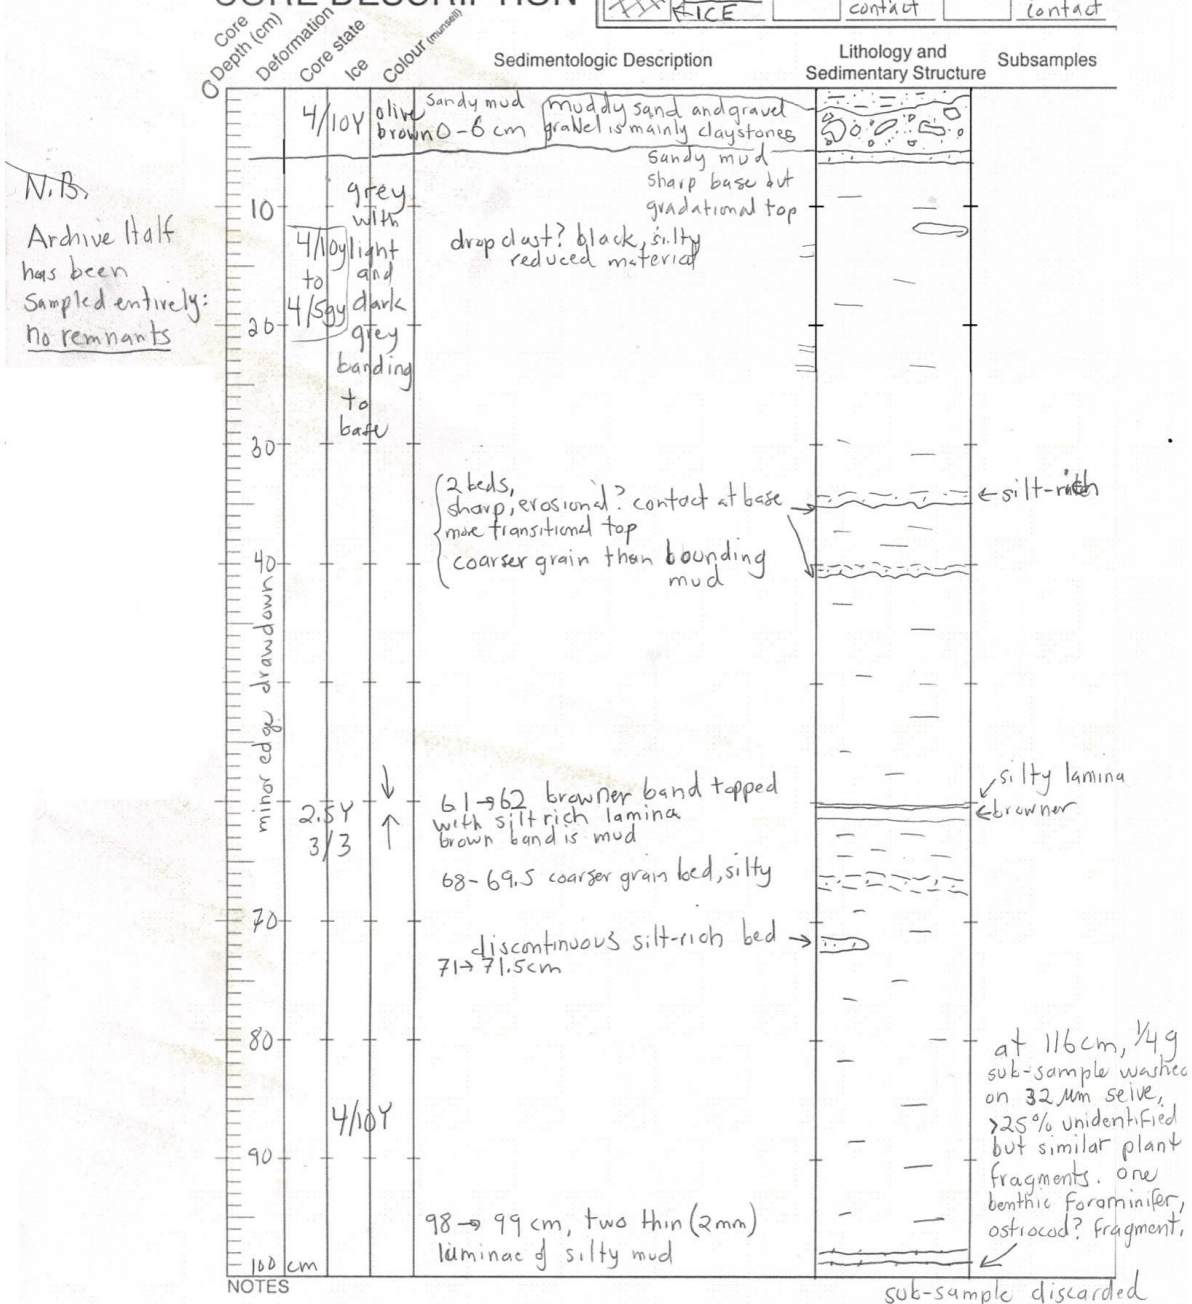 CORE DESCRIPTION
ICE
contact
contact
Core
Depth (cm)
Deformation
Core state
Ice
Colour (munsell)
Sedimentologic Description
Lithology and
Sedimentary Structure
Subsamples
0
4/10Y
olive
brown
Sandy mud
0-6 cm
muddy sand and gravel
gravel is mainly claystones
sandy mud
sharp base but
gradational top
N.B.
Archive Half
has been
sampled entirely:
no remnants
10
grey
with
light
and
dark
grey
banding
to
base
4/10y
to
4/5gy
drop clast? black, silty
reduced material
20
30
2 beds,
sharp, erosional? contact at base
more transitional top
coarser grain than bounding
mud
← silt-rich
40
minor edge drawdown
2.5Y
3/3
61→62 browner band topped
with silt rich lamina
brown band is mud
silty lamina
←browner
68-69.5 coarser grain bed, silty
70
discontinuous silt-rich bed →
71→71.5cm
80
4/10Y
90
at 116cm, 1/4 g
sub-sample washed
on 32 µm seive,
>25% unidentified
but similar plant
fragments. one
benthic foraminifer,
ostrocod? fragment.
98→99 cm, two thin (2mm)
laminae of silty mud
100 cm
NOTES
sub-sample discarded